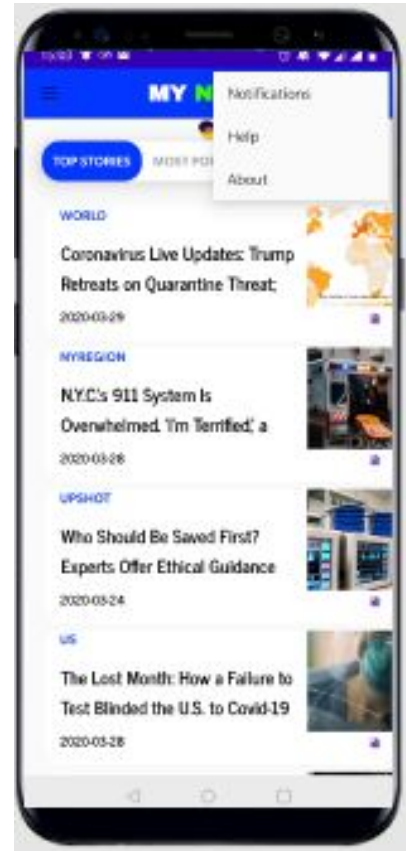 15:03
MY N
Notifications
Help
About
TOP STORIES
MOST POP
WORLD
Coronavirus Live Updates: Trump
Retreats on Quarantine Threat;
2020-03-29
NYREGION
N.Y.C.'s 911 System Is
Overwhelmed. 'I'm Terrified,' a
2020-03-28
UPSHOT
Who Should Be Saved First?
Experts Offer Ethical Guidance
2020-03-24
US
The Lost Month: How a Failure to
Test Blinded the U.S. to Covid-19
2020-03-28